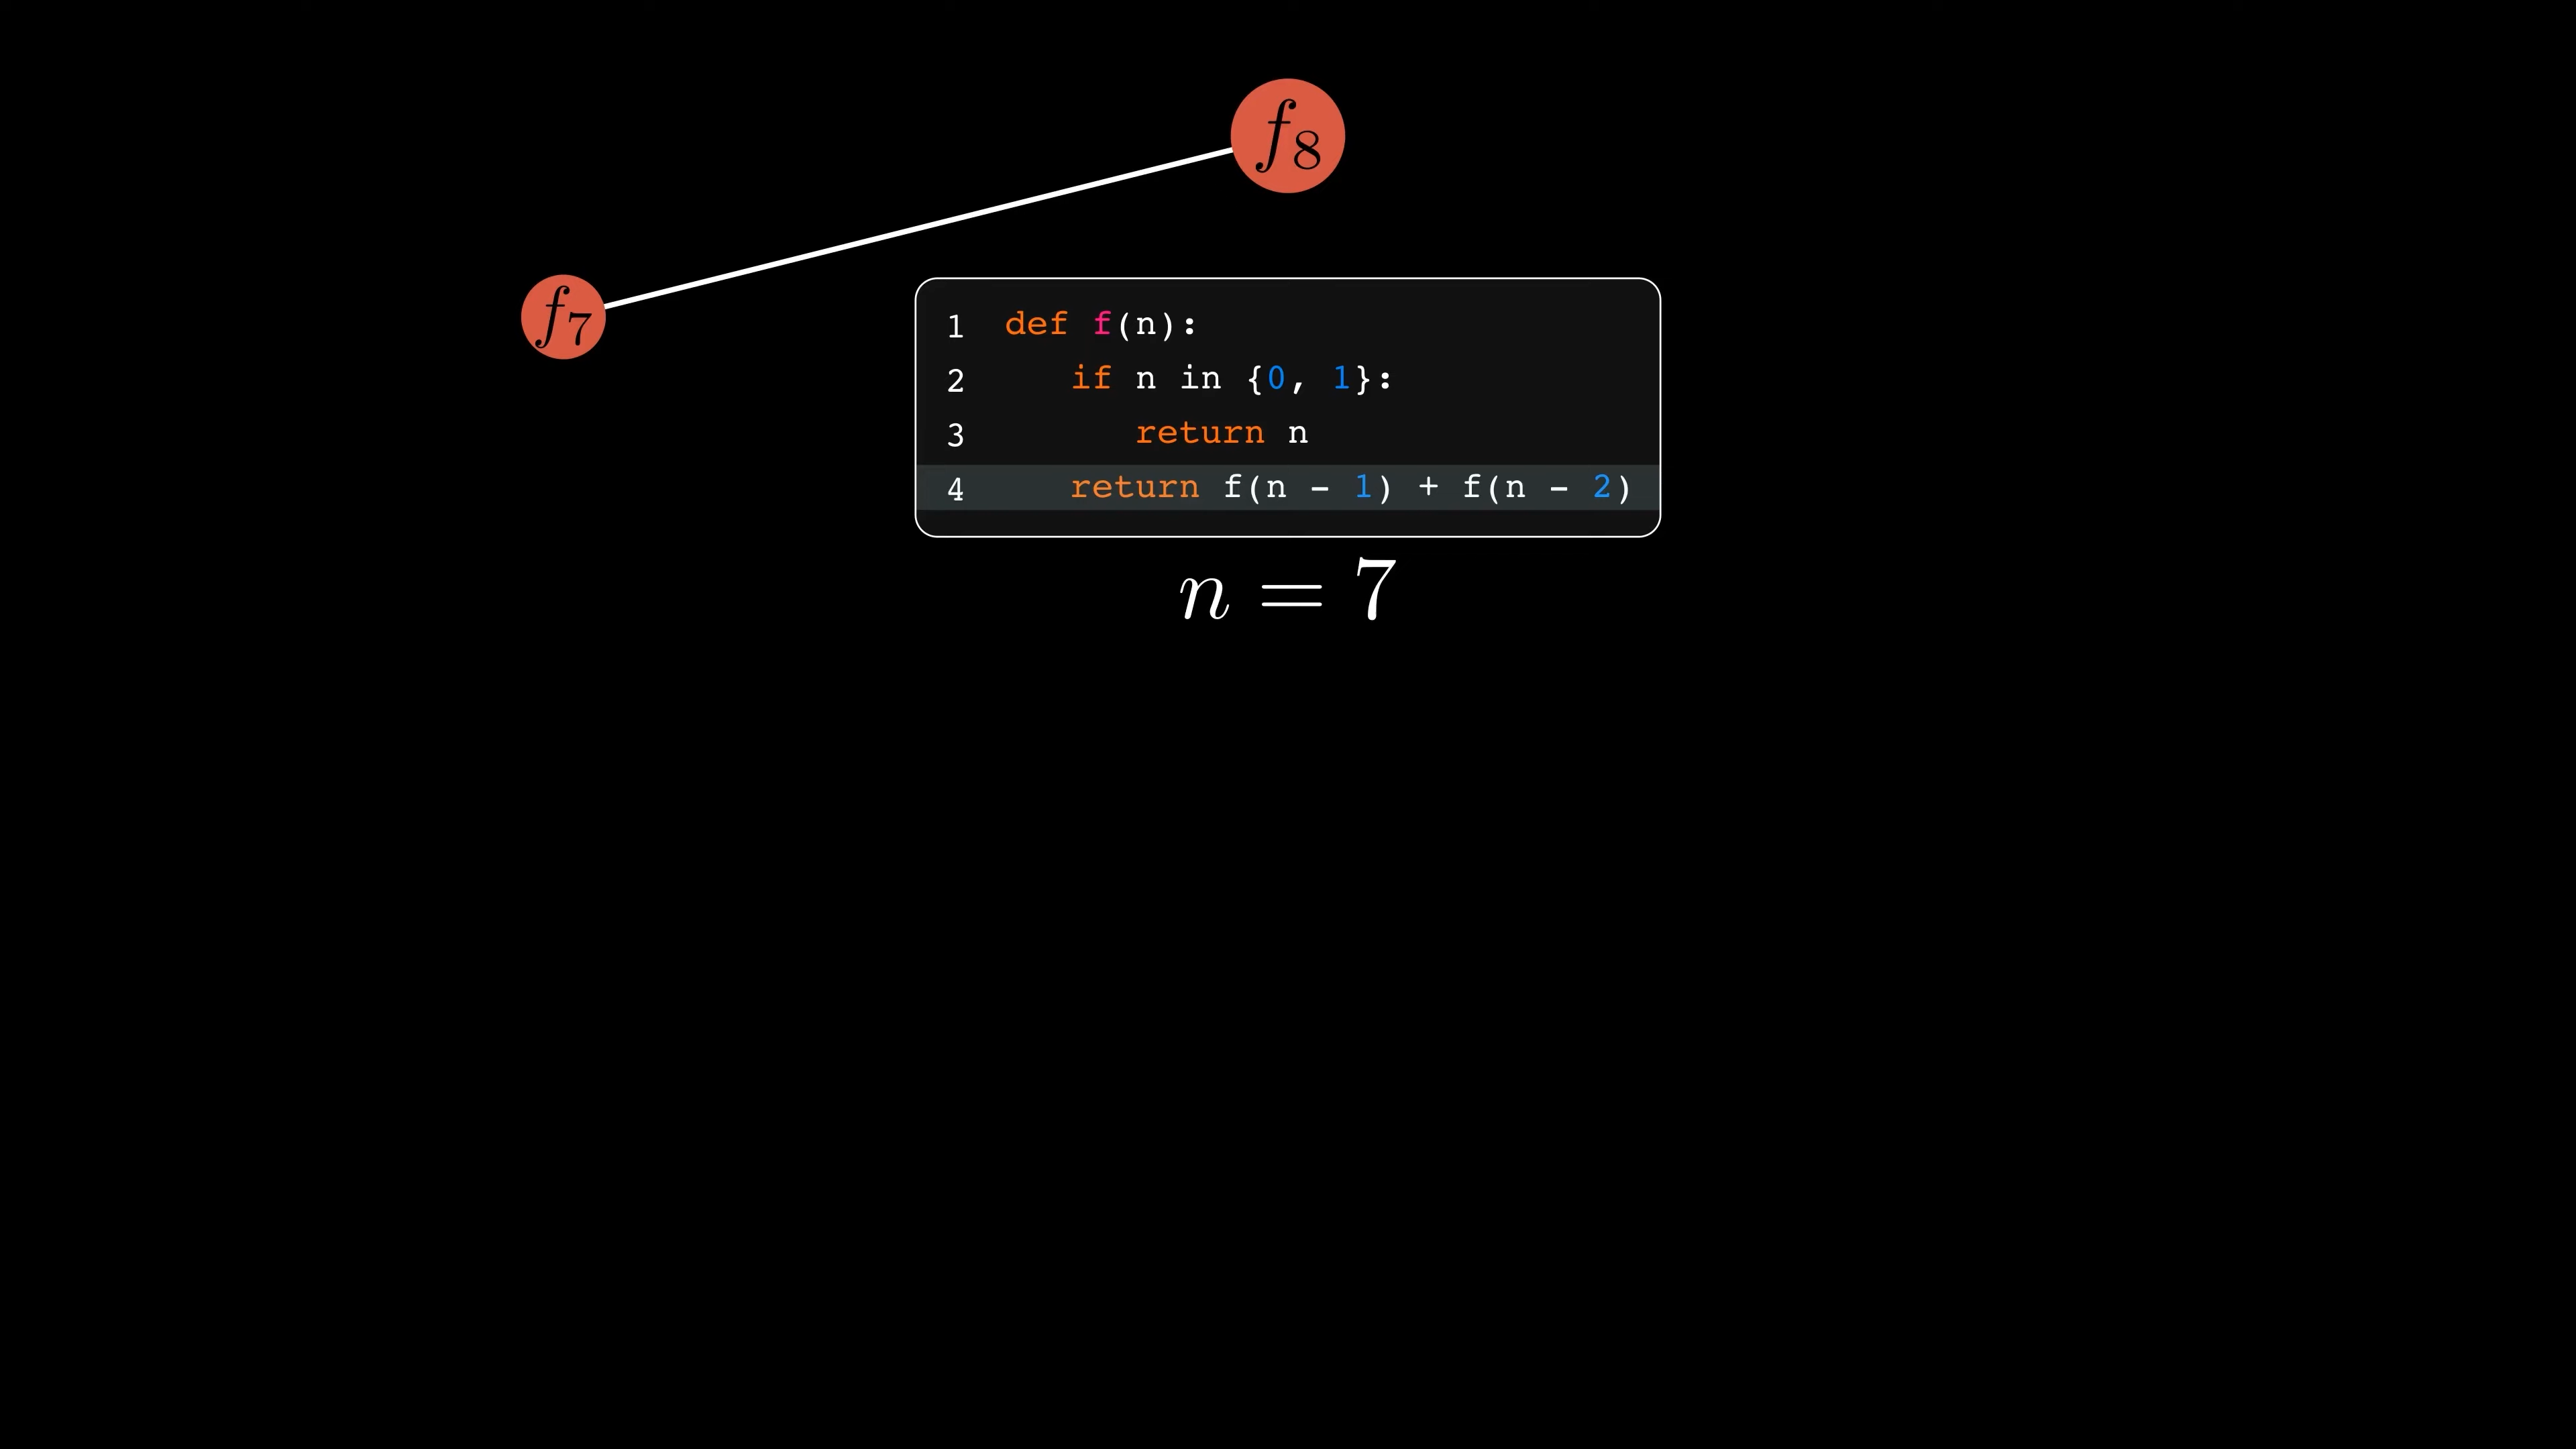 f8
f7
1 def f(n):
2 if n in {0, 1}:
3 return n
4 return f(n - 1) + f(n - 2)
n = 7